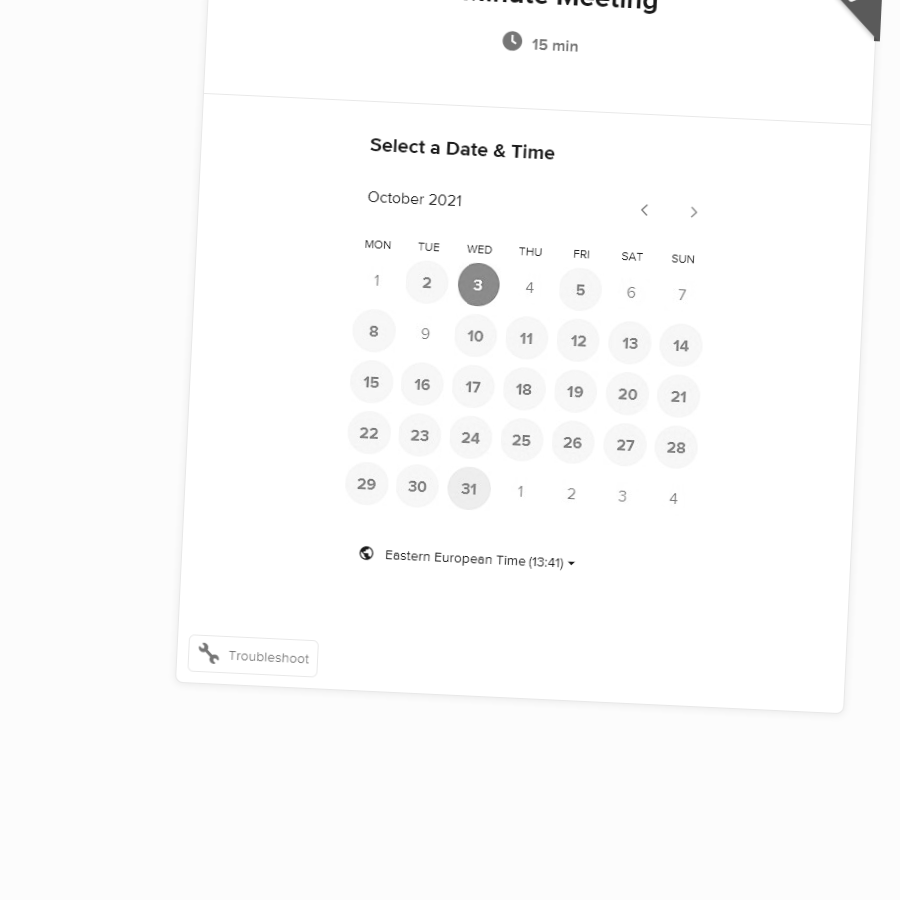 Meeting
15 min
Select a Date & Time
October 2021
MON TUE WED THU FRI SAT SUN
1 2 3 4 5 6 7
8 9 10 11 12 13 14
15 16 17 18 19 20 21
22 23 24 25 26 27 28
29 30 31 1 2 3 4
Eastern European Time (13:41)
Troubleshoot